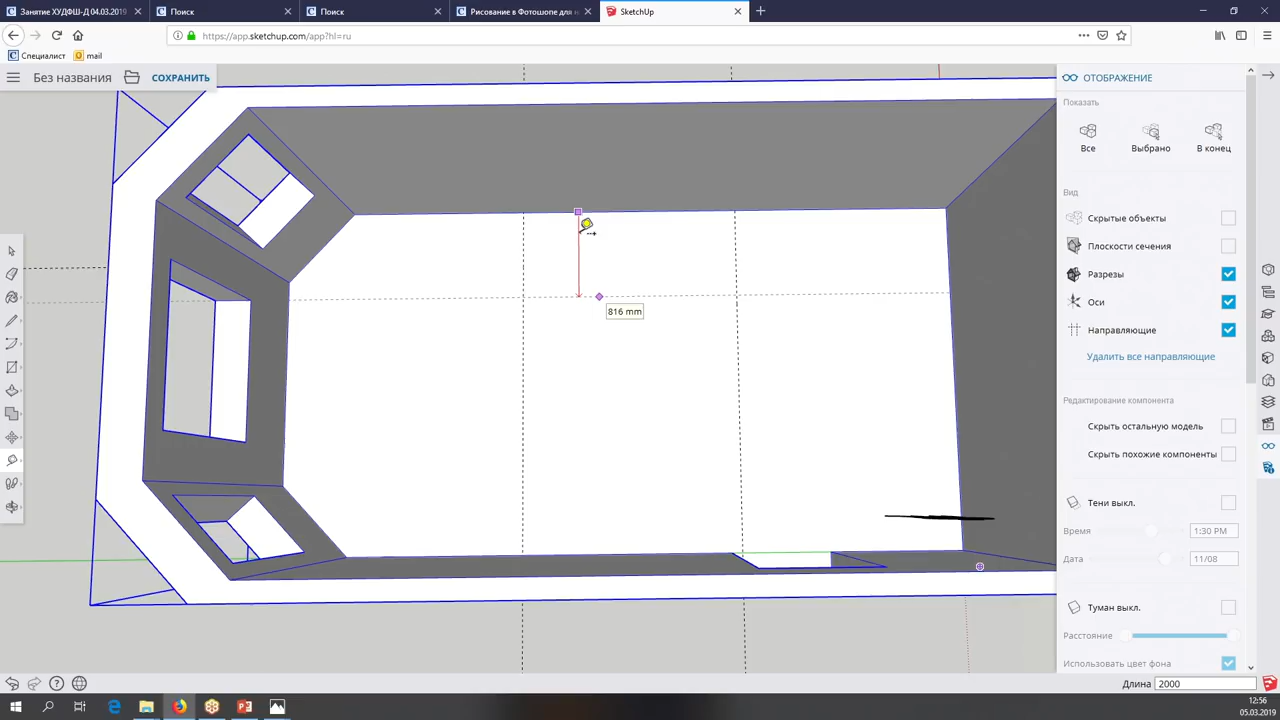 Занятие ХУДФШ-Д 04.03.2019
Поиск
Поиск
Рисование в Фотошопе для н
SketchUp
https://app.sketchup.com/app?hl=ru
Специалист
mail
Без названия
СОХРАНИТЬ
ОТОБРАЖЕНИЕ
Показать
Все
Выбрано
В конец
Вид
Скрытые объекты
Плоскости сечения
Разрезы
Оси
Направляющие
Удалить все направляющие
Редактирование компонента
Скрыть остальную модель
Скрыть похожие компоненты
Тени выкл.
Время
1:30 PM
Дата
11/08
Туман выкл.
Расстояние
Использовать цвет фона
816 mm
Длина
2000
12:56
05.03.2019